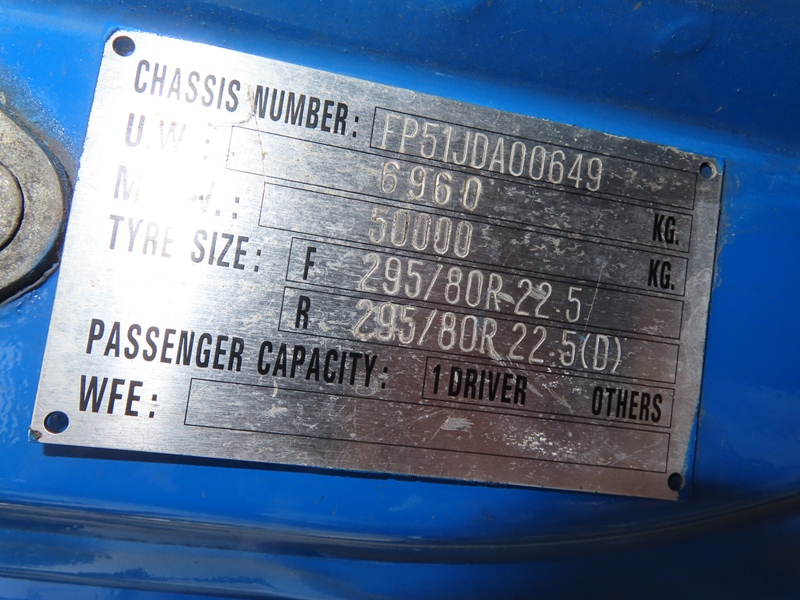 CHASSIS NUMBER: FP51JDA00649
U.W.: 6960 KG.
50000 KG.
TYRE SIZE: F 295/80R-22.5
R 295/80R 22.5(D)
PASSENGER CAPACITY: 1 DRIVER OTHERS
WFE: